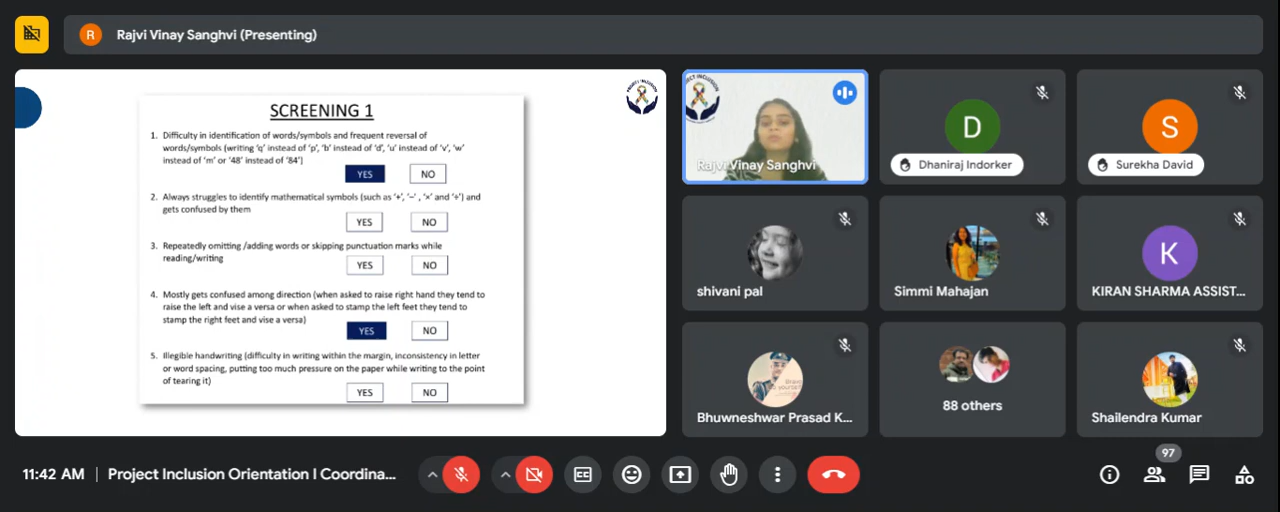 R Rajvi Vinay Sanghvi (Presenting)
SCREENING 1
1. Difficulty in identification of words/symbols and frequent reversal of
words/symbols (writing 'q' instead of 'p', 'b' instead of 'd', 'u' instead of 'v', 'w'
instead of 'm' or '48' instead of '84')
YES NO
2. Always struggles to identify mathematical symbols (such as '+', '−' , '×' and '÷') and
gets confused by them
YES NO
3. Repeatedly omitting /adding words or skipping punctuation marks while
reading/writing
YES NO
4. Mostly gets confused among direction (when asked to raise right hand they tend to
raise the left and vise a versa or when asked to stamp the left feet they tend to
stamp the right feet and vise a versa)
YES NO
5. Illegible handwriting (difficulty in writing within the margin, inconsistency in letter
or word spacing, putting too much pressure on the paper while writing to the point
of tearing it)
YES NO
Rajvi Vinay Sanghvi
D
Dhaniraj Indorker
S
Surekha David
shivani pal
Simmi Mahajan
K
KIRAN SHARMA ASSIST...
Bhuwneshwar Prasad K...
88 others
Shailendra Kumar
11:42 AM | Project Inclusion Orientation I Coordina...
CC
97